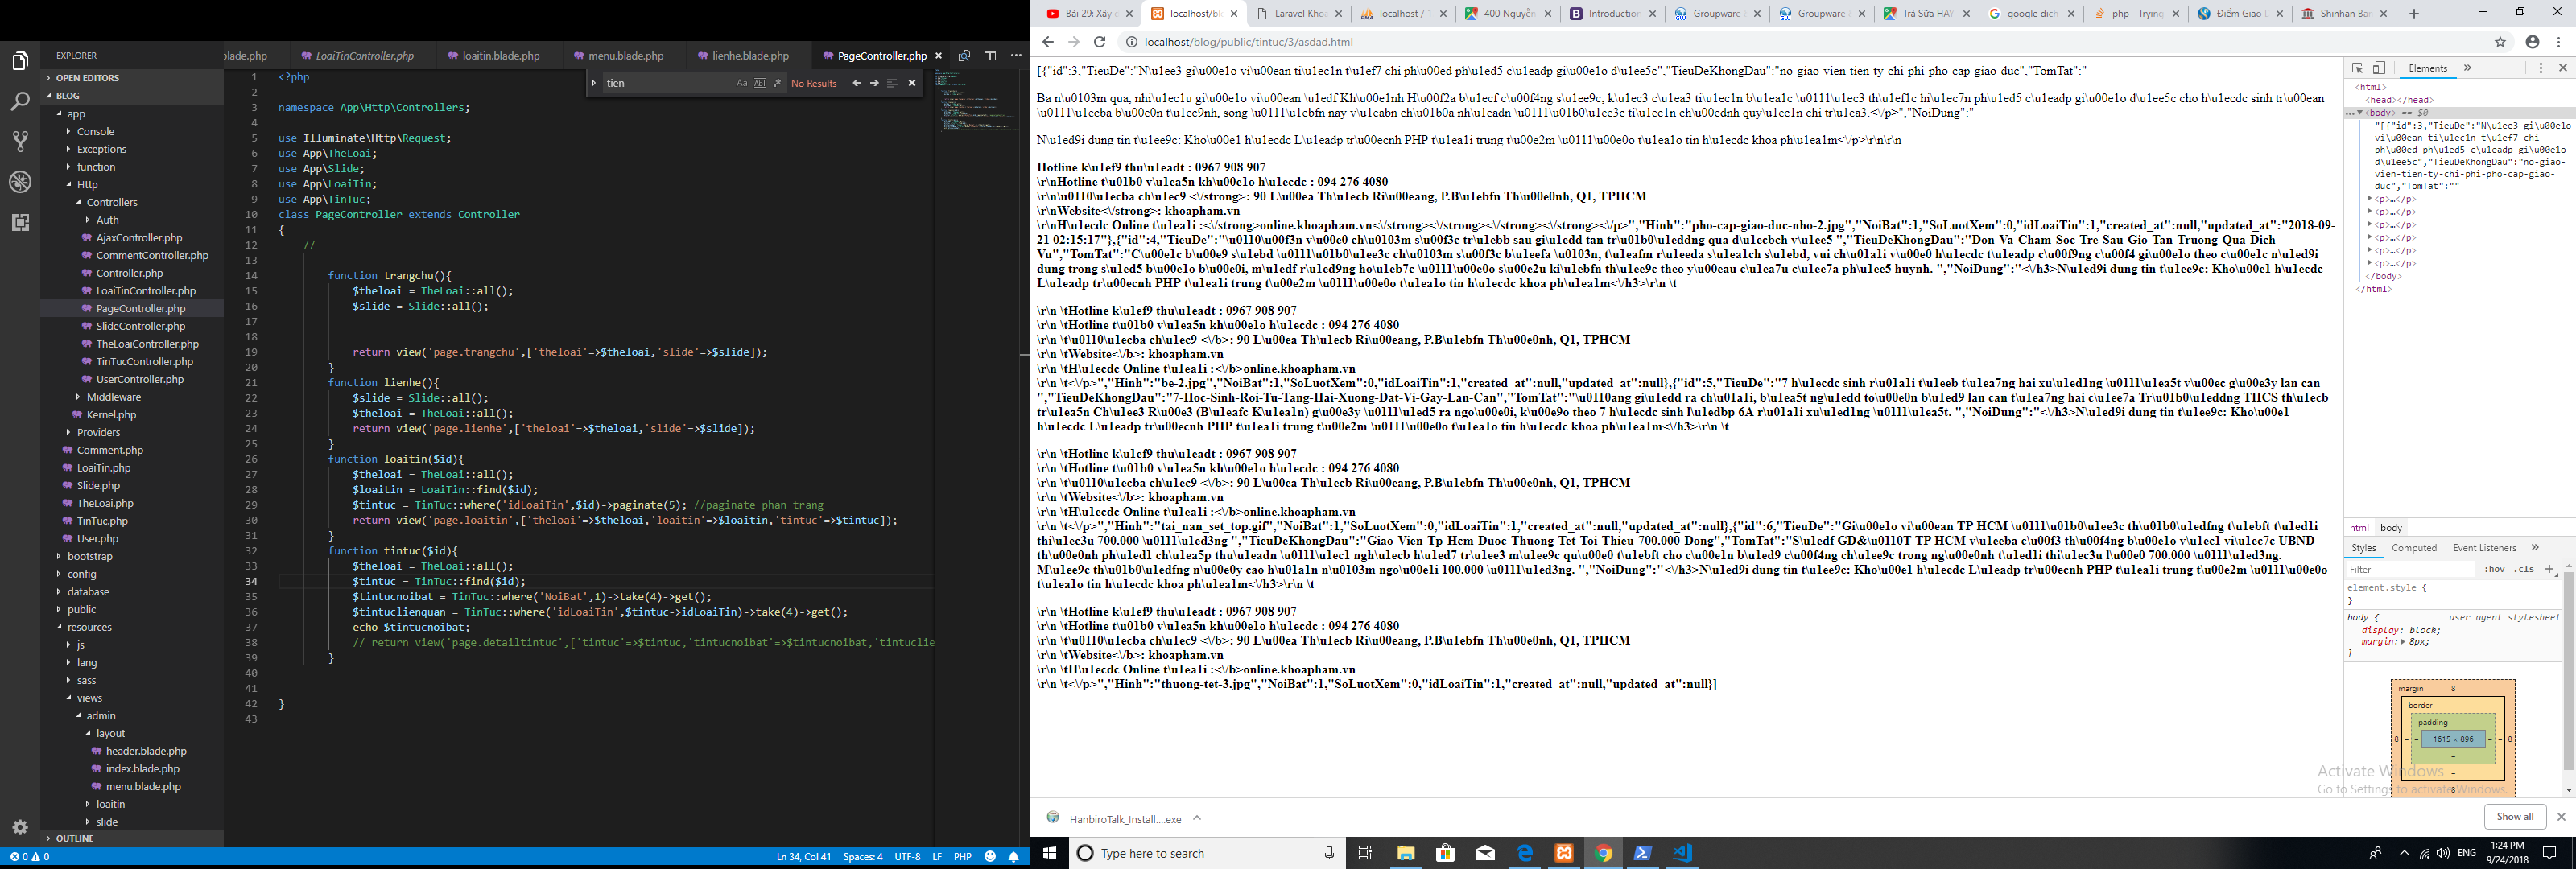 EXPLORER
OPEN EDITORS
BLOG
app
Console
Exceptions
function
Http
Controllers
Auth
AjaxController.php
CommentController.php
Controller.php
LoaiTinController.php
PageController.php
SlideController.php
TheLoaiController.php
TinTucController.php
UserController.php
Middleware
Kernel.php
Providers
Comment.php
LoaiTin.php
Slide.php
TheLoai.php
TinTuc.php
User.php
bootstrap
config
database
public
resources
js
lang
sass
views
admin
layout
header.blade.php
index.blade.php
menu.blade.php
loaitin
slide
OUTLINE
blade.php LoaiTinController.php loaitin.blade.php menu.blade.php lienhe.blade.php PageController.php
tien Aa Abl .* No Results
1 <?php
2
3 namespace App\Http\Controllers;
4
5 use Illuminate\Http\Request;
6 use App\TheLoai;
7 use App\Slide;
8 use App\LoaiTin;
9 use App\TinTuc;
10 class PageController extends Controller
11 {
12 //
13
14 function trangchu(){
15 $theloai = TheLoai::all();
16 $slide = Slide::all();
17
18
19 return view('page.trangchu',['theloai'=>$theloai,'slide'=>$slide]);
20 }
21 function lienhe(){
22 $slide = Slide::all();
23 $theloai = TheLoai::all();
24 return view('page.lienhe',['theloai'=>$theloai,'slide'=>$slide]);
25 }
26 function loaitin($id){
27 $theloai = TheLoai::all();
28 $loaitin = LoaiTin::find($id);
29 $tintuc = TinTuc::where('idLoaiTin',$id)->paginate(5); //paginate phan trang
30 return view('page.loaitin',['theloai'=>$theloai,'loaitin'=>$loaitin,'tintuc'=>$tintuc]);
31 }
32 function tintuc($id){
33 $theloai = TheLoai::all();
34 $tintuc = TinTuc::find($id);
35 $tintucnoibat = TinTuc::where('NoiBat',1)->take(4)->get();
36 $tintuclienquan = TinTuc::where('idLoaiTin',$tintuc->idLoaiTin)->take(4)->get();
37 echo $tintucnoibat;
38 // return view('page.detailtintuc',['tintuc'=>$tintuc,'tintucnoibat'=>$tintucnoibat,'tintuclie
39 }
40
41
42 }
43
0 0 Ln 34, Col 41 Spaces: 4 UTF-8 LF PHP
Bài 29: Xây d localhost/blo Laravel Khoa localhost / 1 400 Nguyễn Introduction Groupware Groupware Trà Sữa HAY google dich php - Trying Điểm Giao D Shinhan Ban
localhost/blog/public/tintuc/3/asdad.html
[{"id":3,"TieuDe":"N\u1ee3 gi\u00e1o vi\u00ean ti\u1ec1n t\u1ef7 chi ph\u00ed ph\u1ed5 c\u1eadp gi\u00e1o d\u1ee5c","TieuDeKhongDau":"no-giao-vien-tien-ty-chi-phi-pho-cap-giao-duc","TomTat":"
Ba n\u0103m qua, nhi\u1ec1u gi\u00e1o vi\u00ean \u1edf Kh\u00e1nh H\u00f2a b\u1ecf c\u00f4ng s\u1ee9c, k\u1ec3 c\u1ea3 ti\u1ec1n b\u1ea1c \u0111\u1ec3 th\u1ef1c hi\u1ec7n ph\u1ed5 c\u1eadp gi\u00e1o d\u1ee5c cho h\u1ecdc sinh tr\u00ean
\u0111\u1ecba b\u00e0n t\u1ec9nh, song \u0111\u1ebfn nay v\u1eabn ch\u01b0a nh\u1eadn \u0111\u01b0\u1ee3c ti\u1ec1n ch\u00ednh quy\u1ec1n chi tr\u1ea3.<\/p>","NoiDung":"
N\u1ed9i dung tin t\u1ee9c: Kho\u00e1 h\u1ecdc L\u1eadp tr\u00ecnh PHP t\u1ea1i trung t\u00e2m \u0111\u00e0o t\u1ea1o tin h\u1ecdc khoa ph\u1ea1m<\/p>\r\n\r\n
Hotline k\u1ef9 thu\u1eadt : 0967 908 907
\r\nHotline t\u01b0 v\u1ea5n kh\u00e1o h\u1ecdc : 094 276 4080
\r\n\u0110\u1ecba ch\u1ec9 <\/strong>: 90 L\u00ea Th\u1ecb Ri\u00eang, P.B\u1ebfn Th\u00e0nh, Q1, TPHCM
\r\nWebsite<\/strong>: khoapham.vn
\r\nH\u1ecdc Online t\u1ea1i :<\/strong>online.khoapham.vn<\/strong><\/strong><\/strong><\/strong><\/p>","Hinh":"pho-cap-giao-duc-nho-2.jpg","NoiBat":1,"SoLuotXem":0,"idLoaiTin":1,"created_at":null,"updated_at":"2018-09-
21 02:15:17"},{"id":4,"TieuDe":"\u0110\u00f3n v\u00e0 ch\u0103m s\u00f3c tr\u1ebb sau gi\u1edd tan tr\u01b0\u1eddng qua d\u1ecbch v\u1ee5 ","TieuDeKhongDau":"Don-Va-Cham-Soc-Tre-Sau-Gio-Tan-Truong-Qua-Dich-
Vu","TomTat":"C\u00e1c b\u00e9 s\u1ebd \u0111\u01b0\u1ee3c ch\u0103m s\u00f3c b\u1eefa \u0103n, t\u1eafm r\u1eeda s\u1ea1ch s\u1ebd, vui ch\u01a1i v\u00e0 h\u1ecdc t\u1eadp c\u00f9ng c\u00f4 gi\u00e1o theo c\u00e1c n\u1ed9i
dung trong s\u1ed5 b\u00e1o b\u00e0i, m\u1edf r\u1ed9ng ho\u1eb7c \u0111\u00e0o s\u00e2u ki\u1ebfn th\u1ee9c theo y\u00eau c\u1ea7u c\u1ee7a ph\u1ee5 huynh. ","NoiDung":"<\/h3>N\u1ed9i dung tin t\u1ee9c: Kho\u00e1 h\u1ecdc
L\u1eadp tr\u00ecnh PHP t\u1ea1i trung t\u00e2m \u0111\u00e0o t\u1ea1o tin h\u1ecdc khoa ph\u1ea1m<\/h3>\r\n \t
\r\n \tHotline k\u1ef9 thu\u1eadt : 0967 908 907
\r\n \tHotline t\u01b0 v\u1ea5n kh\u00e1o h\u1ecdc : 094 276 4080
\r\n \t\u0110\u1ecba ch\u1ec9 <\/b>: 90 L\u00ea Th\u1ecb Ri\u00eang, P.B\u1ebfn Th\u00e0nh, Q1, TPHCM
\r\n \tWebsite<\/b>: khoapham.vn
\r\n \tH\u1ecdc Online t\u1ea1i :<\/b>online.khoapham.vn
\r\n \t<\/p>","Hinh":"be-2.jpg","NoiBat":1,"SoLuotXem":0,"idLoaiTin":1,"created_at":null,"updated_at":null},{"id":5,"TieuDe":"7 h\u1ecdc sinh r\u01a1i t\u1eeb t\u1ea7ng hai xu\u1ed1ng \u0111\u1ea5t v\u00ec g\u00e3y lan can
","TieuDeKhongDau":"7-Hoc-Sinh-Roi-Tu-Tang-Hai-Xuong-Dat-Vi-Gay-Lan-Can","TomTat":"\u0110ang gi\u1edd ra ch\u01a1i, b\u1ea5t ng\u1edd to\u00e0n b\u1ed9 lan can t\u1ea7ng hai c\u1ee7a Tr\u01b0\u1eddng THCS th\u1ecb
tr\u1ea5n Ch\u1ee3 R\u00e3 (B\u1eafc K\u1ea1n) g\u00e3y \u0111\u1ed5 ra ngo\u00e0i, k\u00e9o theo 7 h\u1ecdc sinh l\u1edbp 6A r\u01a1i xu\u1ed1ng \u0111\u1ea5t. ","NoiDung":"<\/h3>N\u1ed9i dung tin t\u1ee9c: Kho\u00e1
h\u1ecdc L\u1eadp tr\u00ecnh PHP t\u1ea1i trung t\u00e2m \u0111\u00e0o t\u1ea1o tin h\u1ecdc khoa ph\u1ea1m<\/h3>\r\n \t
\r\n \tHotline k\u1ef9 thu\u1eadt : 0967 908 907
\r\n \tHotline t\u01b0 v\u1ea5n kh\u00e1o h\u1ecdc : 094 276 4080
\r\n \t\u0110\u1ecba ch\u1ec9 <\/b>: 90 L\u00ea Th\u1ecb Ri\u00eang, P.B\u1ebfn Th\u00e0nh, Q1, TPHCM
\r\n \tWebsite<\/b>: khoapham.vn
\r\n \tH\u1ecdc Online t\u1ea1i :<\/b>online.khoapham.vn
\r\n \t<\/p>","Hinh":"tai_nan_set_top.gif","NoiBat":1,"SoLuotXem":0,"idLoaiTin":1,"created_at":null,"updated_at":null},{"id":6,"TieuDe":"Gi\u00e1o vi\u00ean TP HCM \u0111\u01b0\u1ee3c th\u01b0\u1edfng t\u1ebft t\u1ed1i
thi\u1ec3u 700.000 \u0111\u1ed3ng ","TieuDeKhongDau":"Giao-Vien-Tp-Hcm-Duoc-Thuong-Tet-Toi-Thieu-700.000-Dong","TomTat":"S\u1edf GD&\u0110T TP HCM v\u1eeba c\u00f3 th\u00f4ng b\u00e1o v\u1ec1 vi\u1ec7c UBND
th\u00e0nh ph\u1ed1 ch\u1ea5p thu\u1eadn \u0111\u1ec1 ngh\u1ecb h\u1ed7 tr\u1ee3 m\u1ee9c qu\u00e0 t\u1ebft cho c\u00e1n b\u1ed9 c\u00f4ng ch\u1ee9c trong ng\u00e0nh t\u1ed1i thi\u1ec3u l\u00e0 700.000 \u0111\u1ed3ng.
M\u1ee9c th\u01b0\u1edfng n\u00e0y cao h\u01a1n n\u0103m ngo\u00e1i 100.000 \u0111\u1ed3ng. ","NoiDung":"<\/h3>N\u1ed9i dung tin t\u1ee9c: Kho\u00e1 h\u1ecdc L\u1eadp tr\u00ecnh PHP t\u1ea1i trung t\u00e2m \u0111\u00e0o
t\u1ea1o tin h\u1ecdc khoa ph\u1ea1m<\/h3>\r\n \t
\r\n \tHotline k\u1ef9 thu\u1eadt : 0967 908 907
\r\n \tHotline t\u01b0 v\u1ea5n kh\u00e1o h\u1ecdc : 094 276 4080
\r\n \t\u0110\u1ecba ch\u1ec9 <\/b>: 90 L\u00ea Th\u1ecb Ri\u00eang, P.B\u1ebfn Th\u00e0nh, Q1, TPHCM
\r\n \tWebsite<\/b>: khoapham.vn
\r\n \tH\u1ecdc Online t\u1ea1i :<\/b>online.khoapham.vn
\r\n \t<\/p>","Hinh":"thuong-tet-3.jpg","NoiBat":1,"SoLuotXem":0,"idLoaiTin":1,"created_at":null,"updated_at":null}]
Elements »
<html>
<head></head>
<body> == $0
"[{"id":3,"TieuDe":"N\u1ee3 gi\u00e1o
vi\u00ean ti\u1ec1n t\u1ef7 chi
ph\u00ed ph\u1ed5 c\u1eadp gi\u00e1o
d\u1ee5c","TieuDeKhongDau":"no-giao-
vien-tien-ty-chi-phi-pho-cap-giao-
duc","TomTat":""
<p>…</p>
<p>…</p>
<p>…</p>
<p>…</p>
<p>…</p>
<p>…</p>
</body>
</html>
html body
Styles Computed Event Listeners »
Filter :hov .cls +
element.style {
}
body { user agent stylesheet
display: block;
margin: 8px;
}
margin 8
border –
padding –
8 – – 1615 × 896 – – 8
–
–
8
Activate Windows
Go to Settings to activate Windows.
HanbiroTalk_Install....exe
Show all
Type here to search
ENG
1:24 PM
9/24/2018